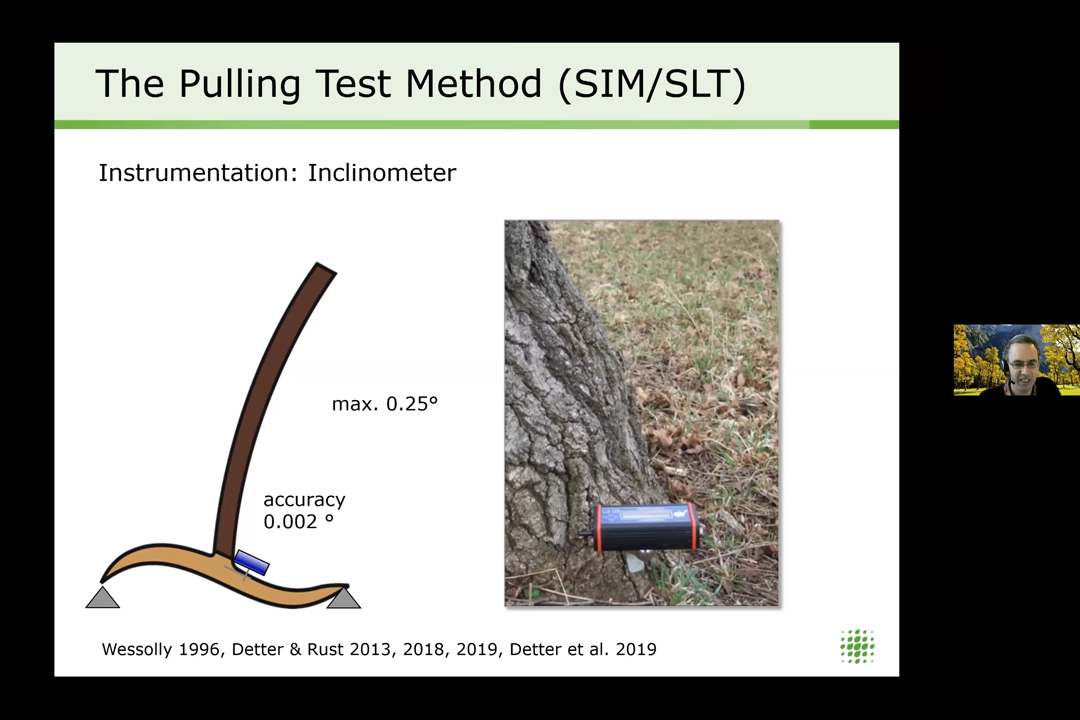 The Pulling Test Method (SIM/SLT)
Instrumentation: Inclinometer
max. 0.25°
accuracy
0.002 °
Wessolly 1996, Detter & Rust 2013, 2018, 2019, Detter et al. 2019